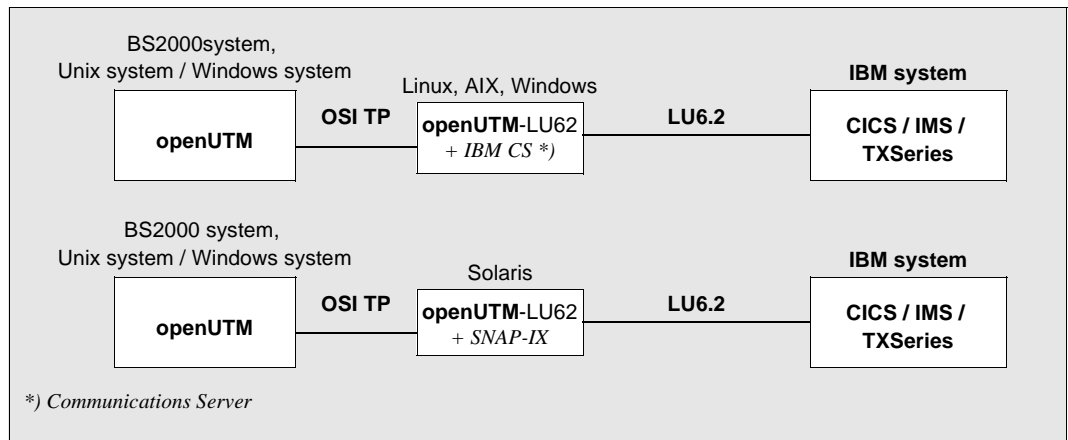 BS2000system,
Unix system / Windows system
openUTM
OSI TP
Linux, AIX, Windows
openUTM-LU62
+ IBM CS *)
LU6.2
IBM system
CICS / IMS /
TXSeries
BS2000 system,
Unix system / Windows system
openUTM
OSI TP
Solaris
openUTM-LU62
+ SNAP-IX
LU6.2
IBM system
CICS / IMS /
TXSeries
*) Communications Server